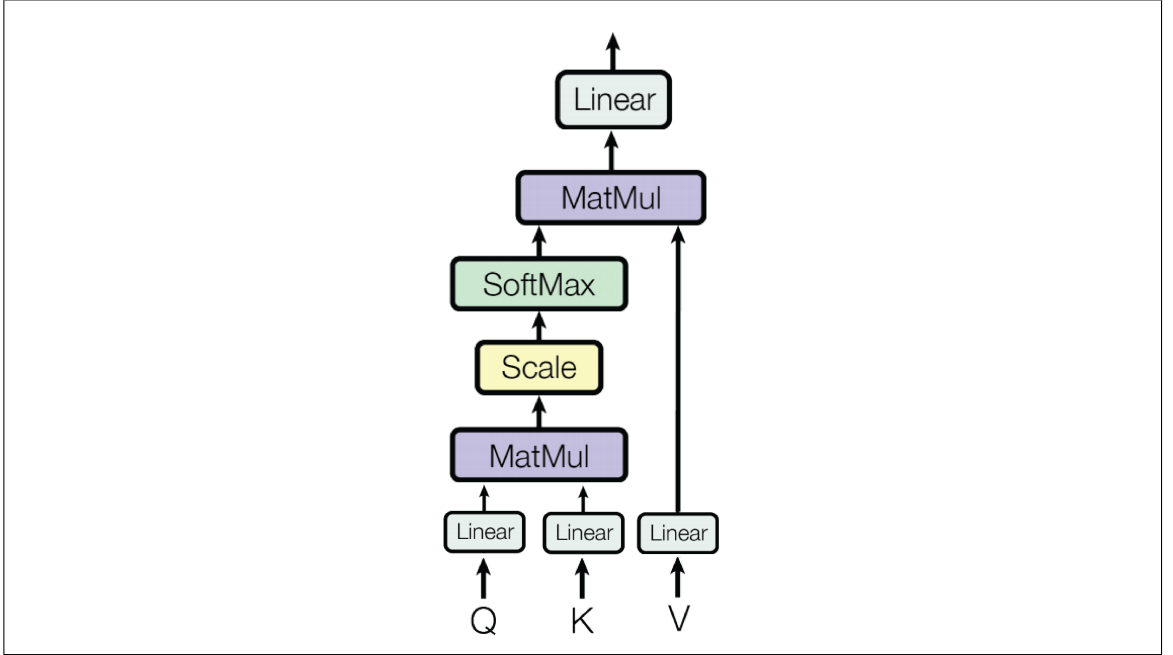 Linear
MatMul
SoftMax
Scale
MatMul
Linear Linear Linear
Q K V